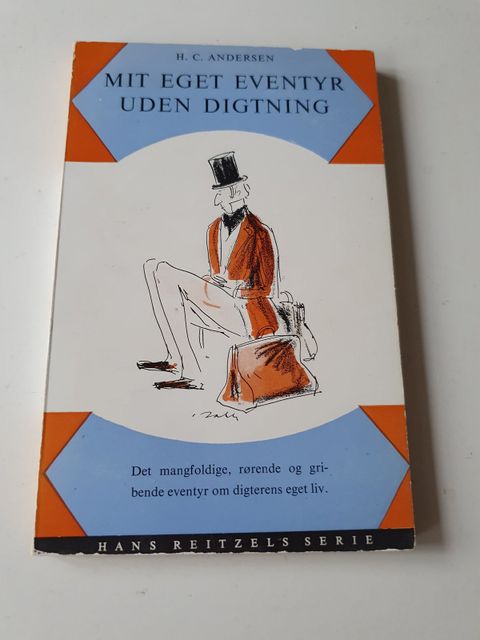 H. C. ANDERSEN
MIT EGET EVENTYR
UDEN DIGTNING
Det mangfoldige, rørende og gri-
bende eventyr om digterens eget liv.
HANS REITZELS SERIE